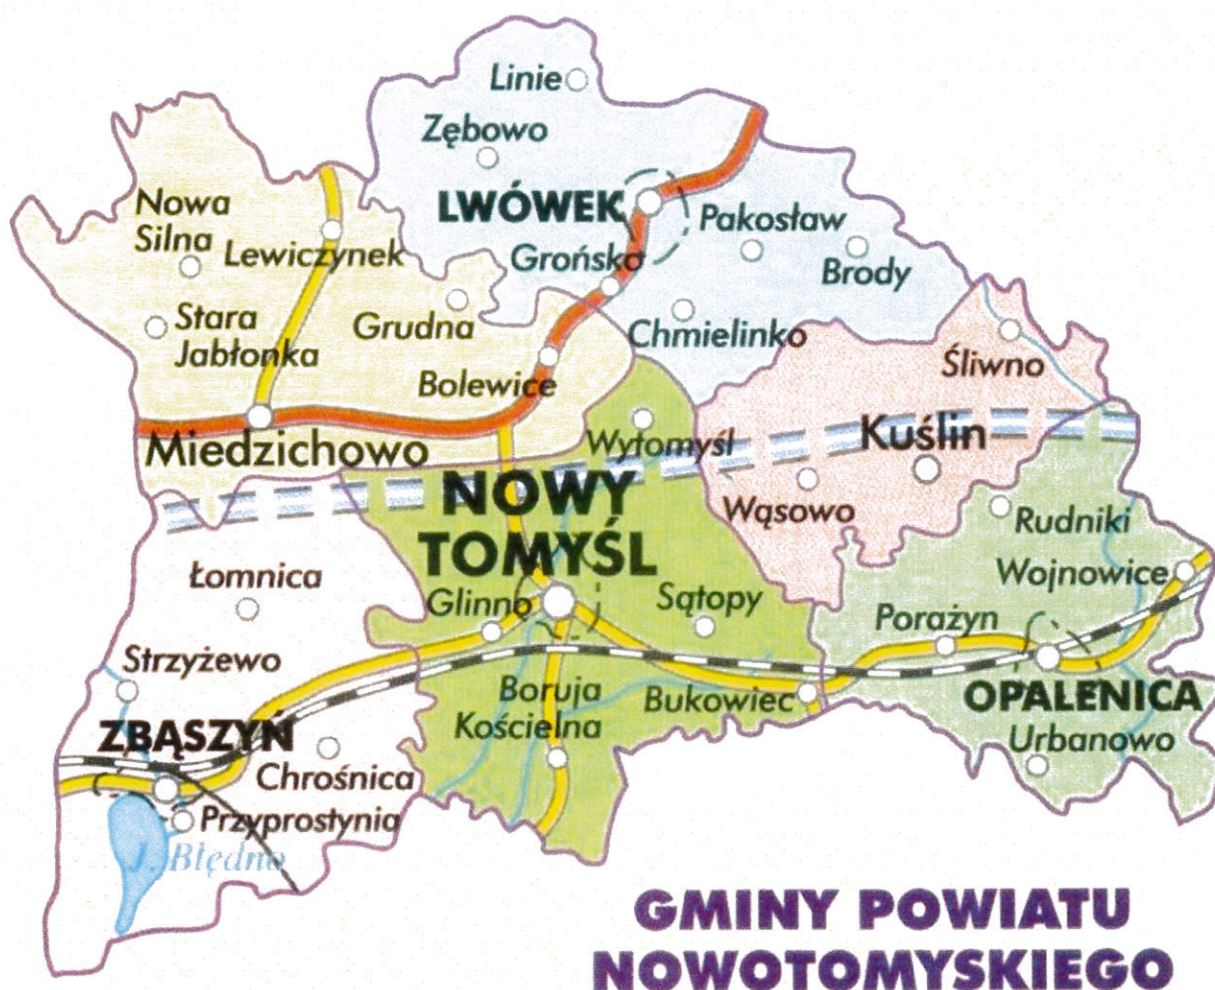 Linie
Zębowo
LWÓWEK
Nowa
Silna
Lewiczynek
Pakosław
Grońsko
Brody
Stara
Jabłonka
Grudna
Chmielinko
Śliwno
Bolewice
Miedzichowo
Wytomyśl
Kuślin
NOWY
TOMYŚL
Wąsowo
Rudniki
Łomnica
Glinno
Sątopy
Wojnowice
Porażyn
Strzyżewo
Boruja
Kościelna
Bukowiec
OPALENICA
ZBĄSZYŃ
Urbanowo
Chrośnica
Przyprostynia
J. Błędno
GMINY POWIATU
NOWOTOMYSKIEGO